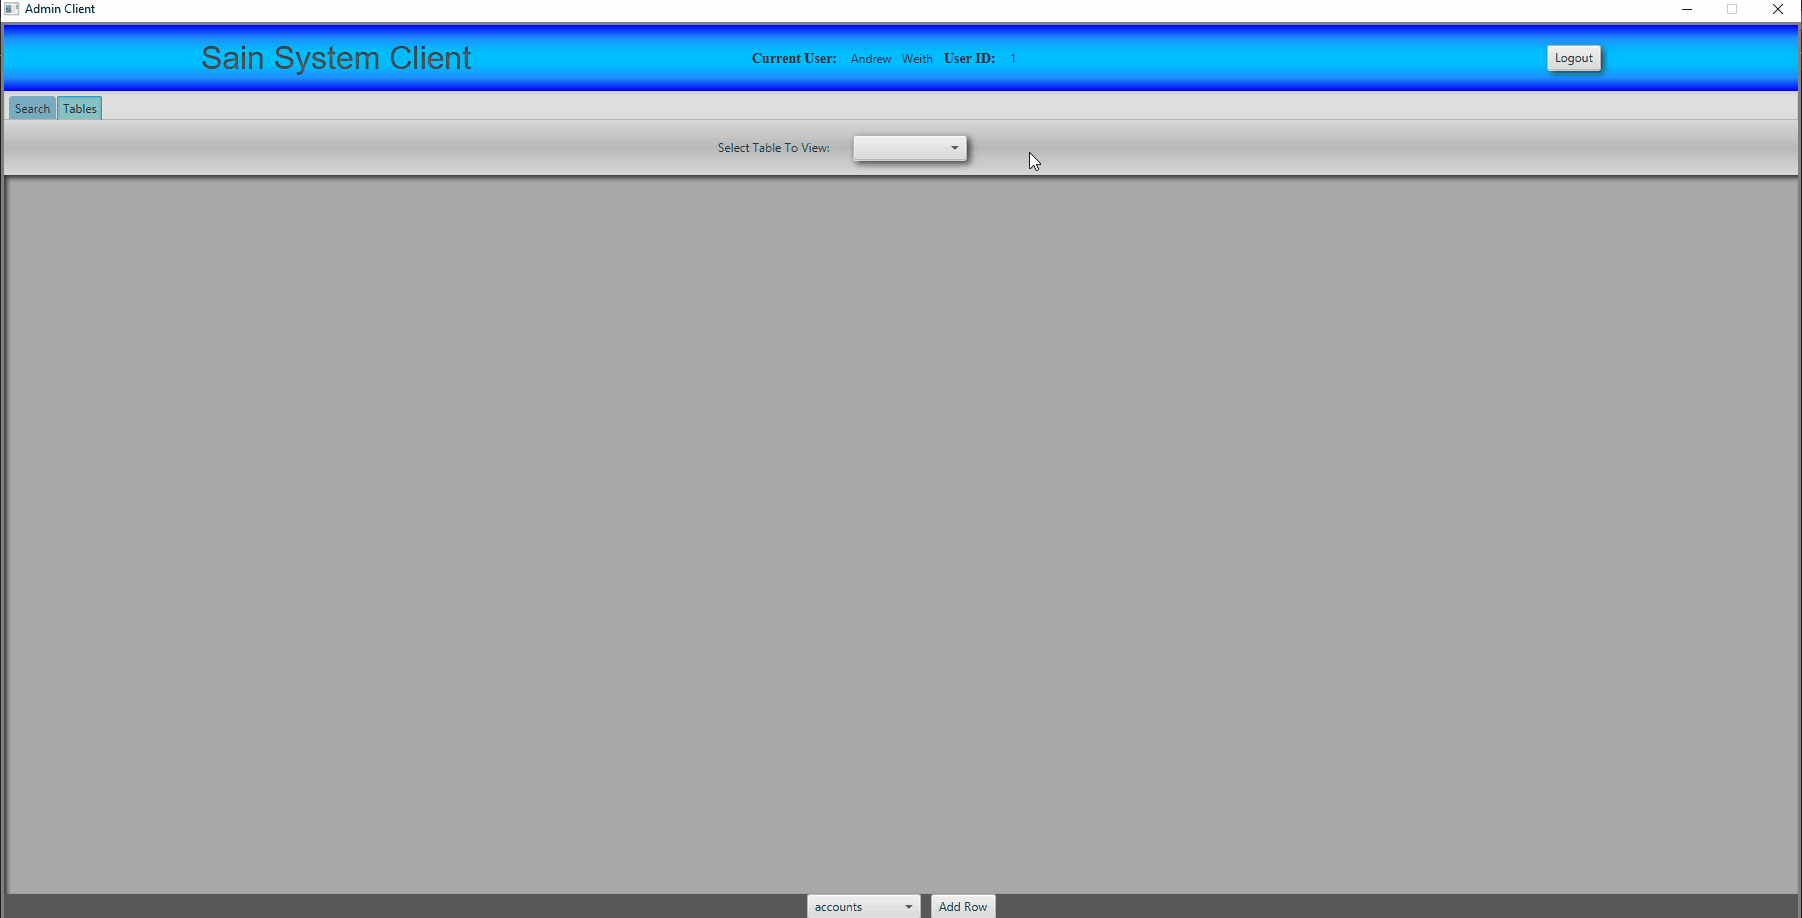 Admin Client
Sain System Client
Current User: Andrew Weith User ID: 1
Logout
Search Tables
Select Table To View:
accounts
Add Row